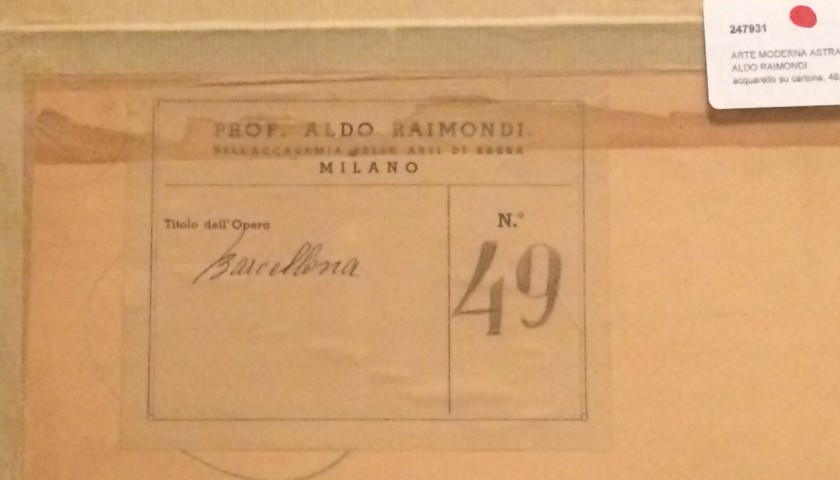 247931
ARTE MODERNA ASTRA
ALDO RAIMONDI
acquarello su cartone, 48
PROF. ALDO RAIMONDI.
DELL'ACCADEMIA DELLE ARTI DI BRERA
MILANO
Titolo dell'Opera
Barcellona
N.°
49